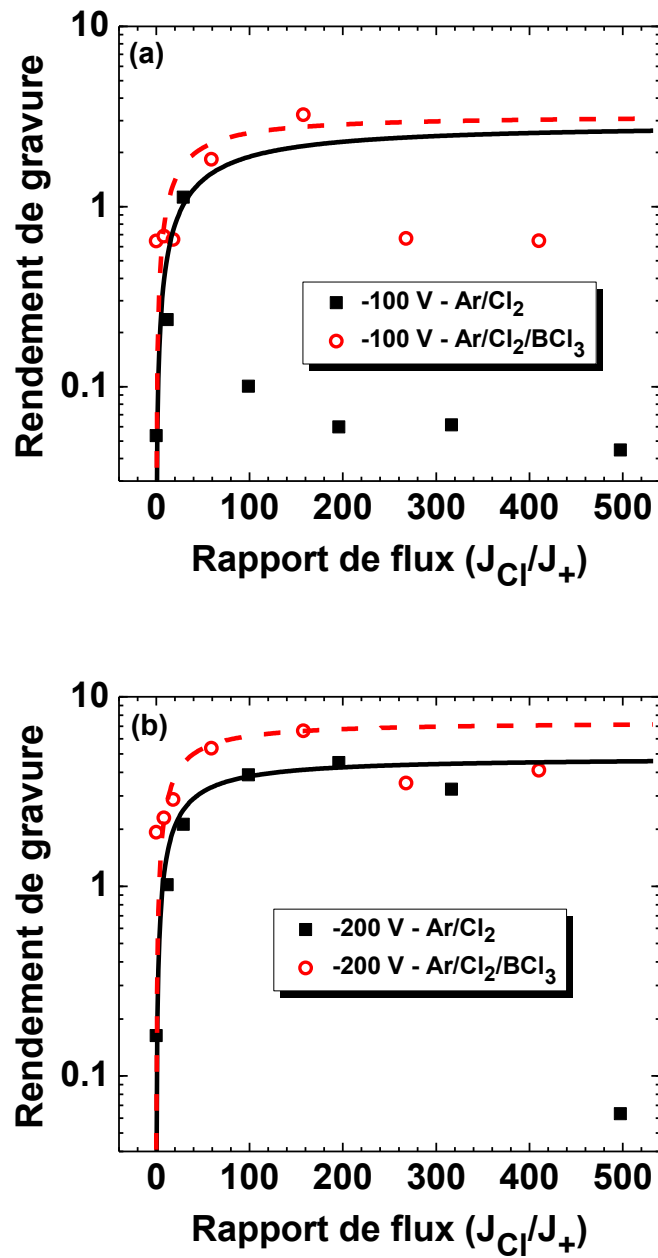 (a)
10
1
0.1
Rendement de gravure
-100 V - Ar/Cl2
-100 V - Ar/Cl2/BCl3
0 100 200 300 400 500
Rapport de flux (JCl/J+)
(b)
10
1
0.1
Rendement de gravure
-200 V - Ar/Cl2
-200 V - Ar/Cl2/BCl3
0 100 200 300 400 500
Rapport de flux (JCl/J+)